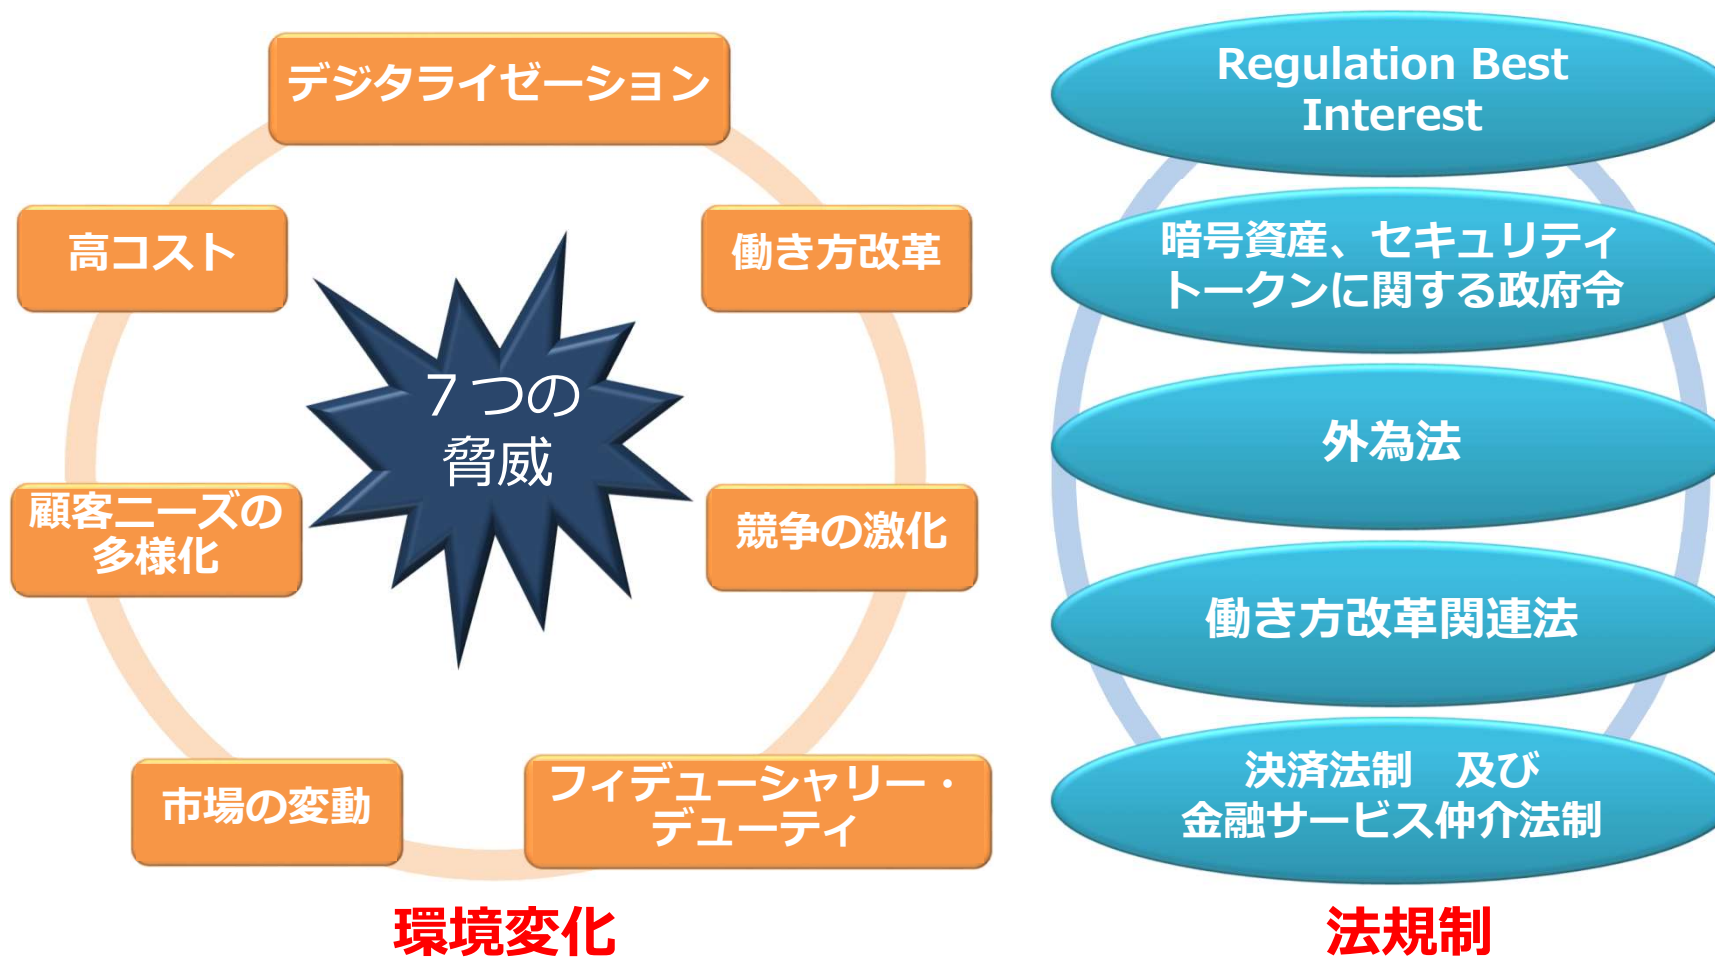 デジタライゼーション
働き方改革
競争の激化
フィデューシャリー・
デューティ
市場の変動
顧客ニーズの
多様化
高コスト
７つの
脅威
環境変化
Regulation Best
Interest
暗号資産、セキュリティ
トークンに関する政府令
外為法
働き方改革関連法
決済法制　及び
金融サービス仲介法制
法規制